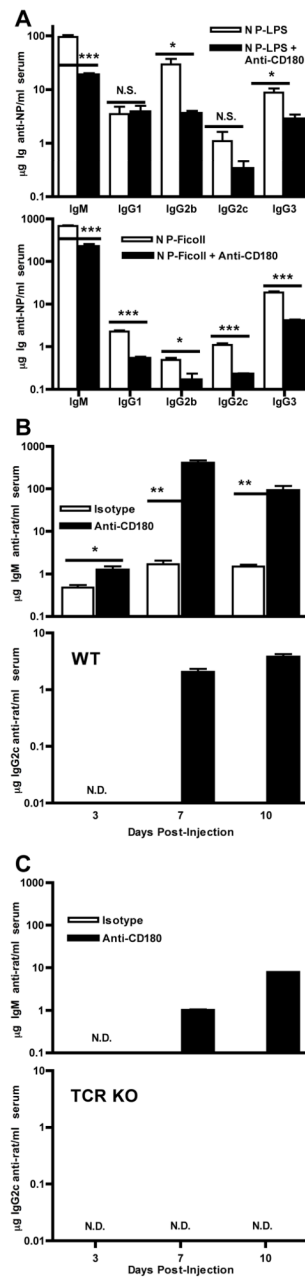 A
μg Ig anti-NP/ml serum
100
10
1
0.1
N P-LPS
N P-LPS +
Anti-CD180
***
N.S.
*
N.S.
*
IgM IgG1 IgG2b IgG2c IgG3
μg Ig anti-NP/ml serum
1000
100
10
1
0.1
N P-Ficoll
N P-Ficoll + Anti-CD180
***
***
*
***
***
IgM IgG1 IgG2b IgG2c IgG3
B
μg IgM anti-rat/ml serum
1000
100
10
1
0.1
Isotype
Anti-CD180
*
**
**
μg IgG2c anti-rat/ml serum
10
1
0.1
0.01
WT
N.D.
3 7 10
Days Post-Injection
C
μg IgM anti-rat/ml serum
1000
100
10
1
0.1
Isotype
Anti-CD180
N.D.
μg IgG2c anti-rat/ml serum
10
1
0.1
0.01
TCR KO
N.D. N.D. N.D.
3 7 10
Days Post-Injection